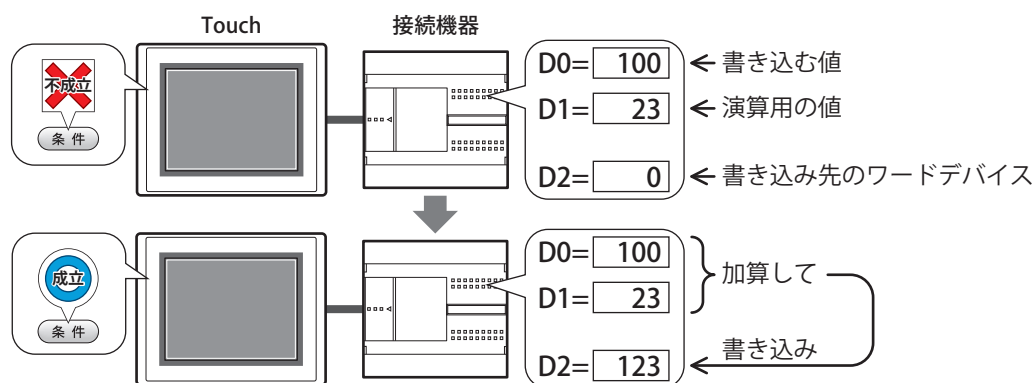 Touch
接続機器
不成立
条件
D0= 100
書き込む値
D1= 23
演算用の値
D2= 0
書き込み先のワードデバイス
成立
条件
D0= 100
D1= 23
加算して
D2= 123
書き込み